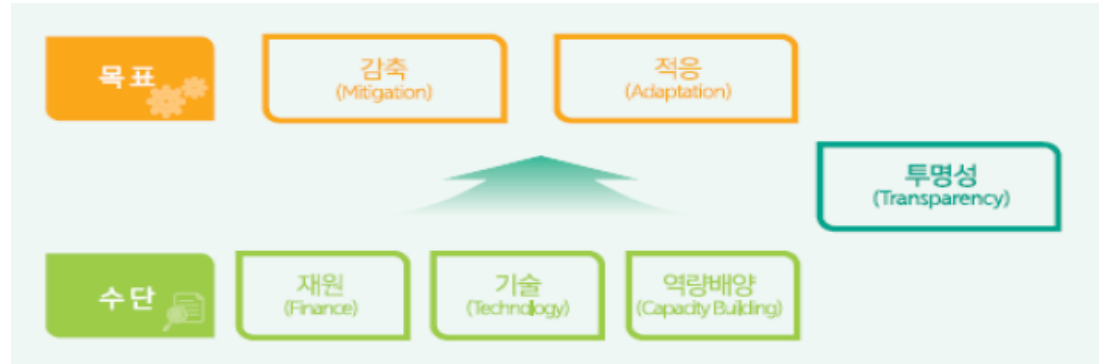 목표
감축
(Mitigation)
적응
(Adaptation)
투명성
(Transparency)
수단
재원
(Finance)
기술
(Technology)
역량배양
(Capacity Building)